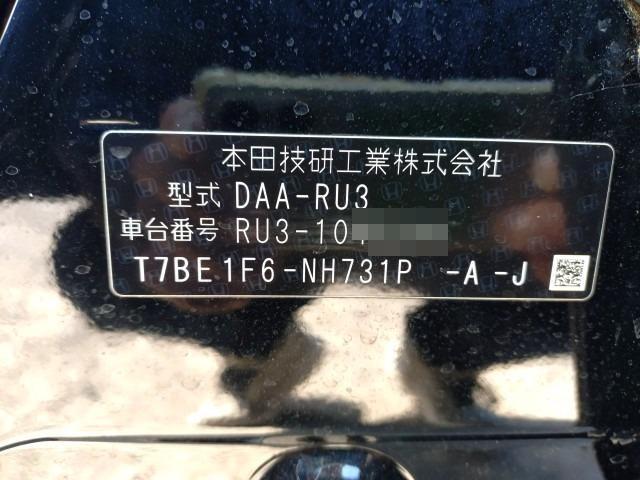 本田技研工業株式会社
型式 DAA-RU3
車台番号 RU3-10
T7BE1F6-NH731P -A -J